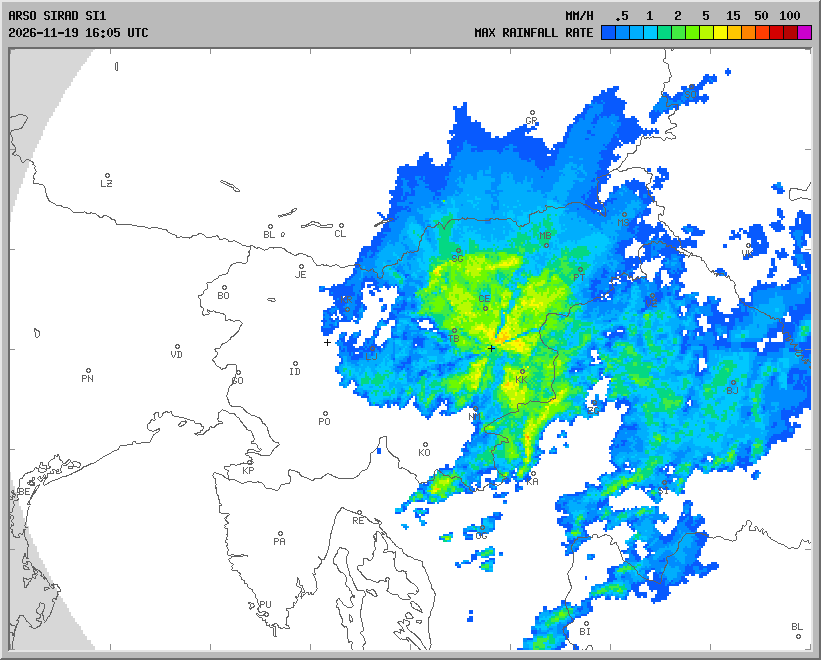 ARSO SIRAD SI1
2026-11-19 16:05 UTC
MM/H .5 1 2 5 15 50 100
MAX RAINFALL RATE
GR
LZ
MS
BL
CL
MB
VK
SG
JE
PT
BO
CE
TB
VD
LJ
PN
ID
GO
KK
BJ
PO
KO
KP
KA
SI
BE
RE
OG
PA
PU
BI
BL